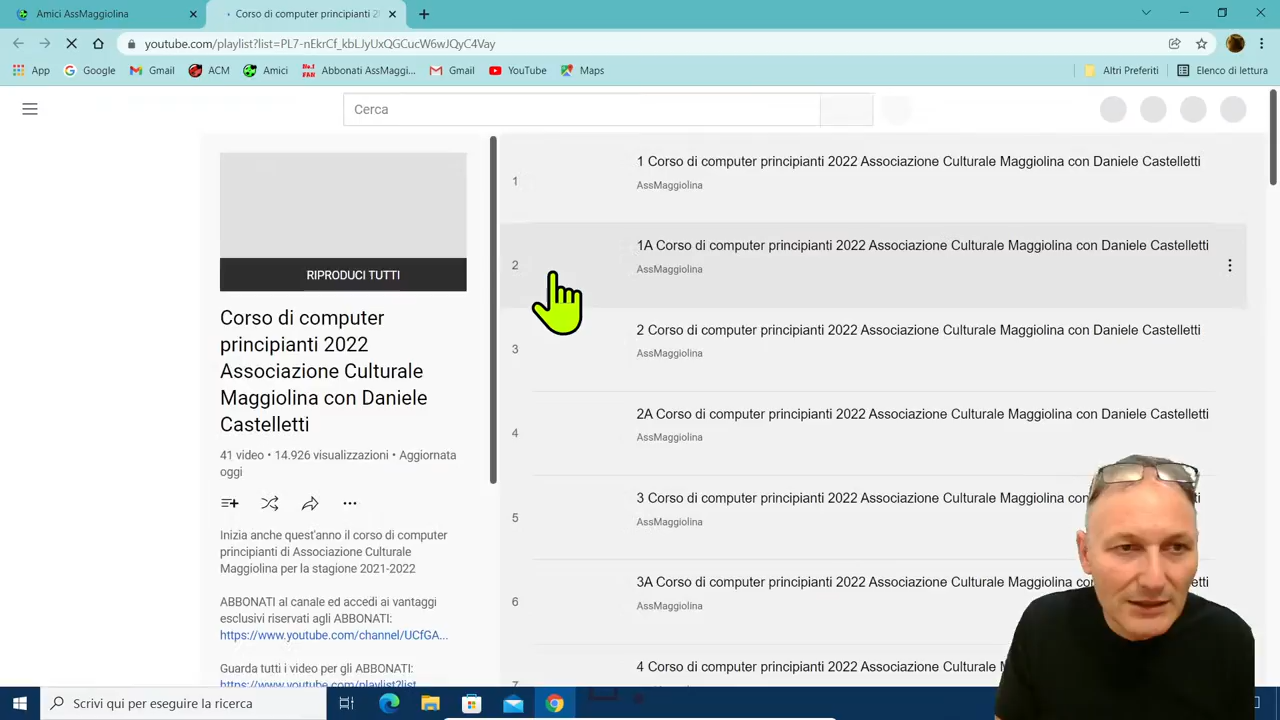 Amici AssMaggiolina
Corso di computer principianti 20
youtube.com/playlist?list=PL7-nEkrCf_kbLJyUxQGCucW6wJQyC4Vay
App
Google
Gmail
ACM
Amici
Abbonati AssMaggi...
Gmail
YouTube
Maps
Altri Preferiti
Elenco di lettura
Cerca
RIPRODUCI TUTTI
Corso di computer
principianti 2022
Associazione Culturale
Maggiolina con Daniele
Castelletti
41 video • 14.926 visualizzazioni • Aggiornata
oggi
Inizia anche quest'anno il corso di computer
principianti di Associazione Culturale
Maggiolina per la stagione 2021-2022
ABBONATI al canale ed accedi ai vantaggi
esclusivi riservati agli ABBONATI:
https://www.youtube.com/channel/UCfGA...
Guarda tutti i video per gli ABBONATI:
https://www.youtube.com/playlist?list
1
1 Corso di computer principianti 2022 Associazione Culturale Maggiolina con Daniele Castelletti
AssMaggiolina
2
1A Corso di computer principianti 2022 Associazione Culturale Maggiolina con Daniele Castelletti
AssMaggiolina
3
2 Corso di computer principianti 2022 Associazione Culturale Maggiolina con Daniele Castelletti
AssMaggiolina
4
2A Corso di computer principianti 2022 Associazione Culturale Maggiolina con Daniele Castelletti
AssMaggiolina
5
3 Corso di computer principianti 2022 Associazione Culturale Maggiolina con
AssMaggiolina
6
3A Corso di computer principianti 2022 Associazione Culturale Maggiolina
AssMaggiolina
7
4 Corso di computer principianti 2022 Associazione Culturale Maggiolina
Scrivi qui per eseguire la ricerca